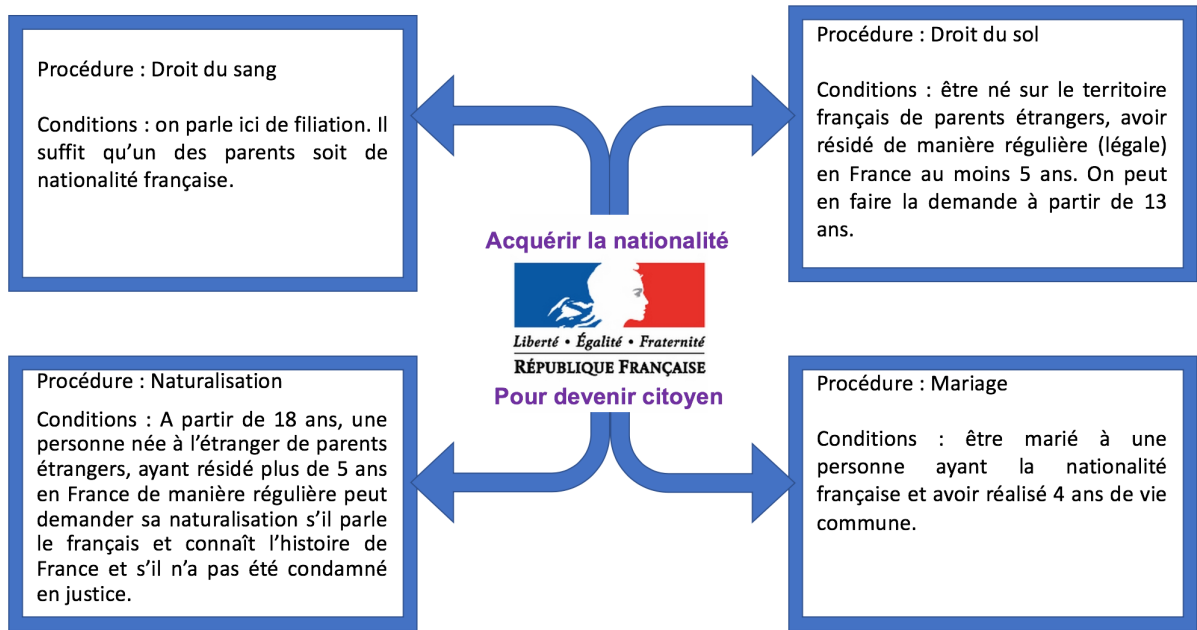 Procédure : Droit du sang
Conditions : on parle ici de filiation. Il
suffit qu’un des parents soit de
nationalité française.
Procédure : Droit du sol
Conditions : être né sur le territoire
français de parents étrangers, avoir
résidé de manière régulière (légale)
en France au moins 5 ans. On peut
en faire la demande à partir de 13
ans.
Acquérir la nationalité
Liberté • Égalité • Fraternité
RÉPUBLIQUE FRANÇAISE
Pour devenir citoyen
Procédure : Naturalisation
Conditions : A partir de 18 ans, une
personne née à l’étranger de parents
étrangers, ayant résidé plus de 5 ans
en France de manière régulière peut
demander sa naturalisation s’il parle
le français et connaît l’histoire de
France et s’il n’a pas été condamné
en justice.
Procédure : Mariage
Conditions : être marié à une
personne ayant la nationalité
française et avoir réalisé 4 ans de vie
commune.